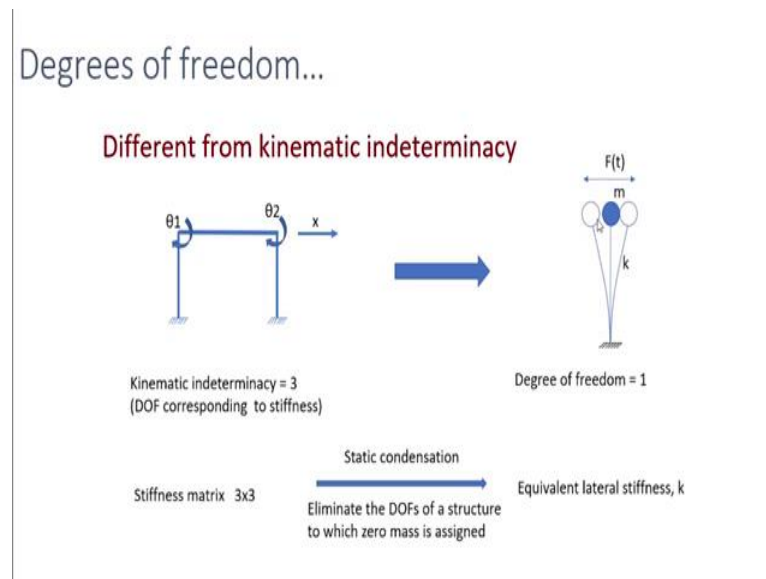 Degrees of freedom...
Different from kinematic indeterminacy
θ1
θ2
x
F(t)
m
k
Kinematic indeterminacy = 3
(DOF corresponding to stiffness)
Degree of freedom = 1
Static condensation
Stiffness matrix 3x3
Eliminate the DOFs of a structure
to which zero mass is assigned
Equivalent lateral stiffness, k